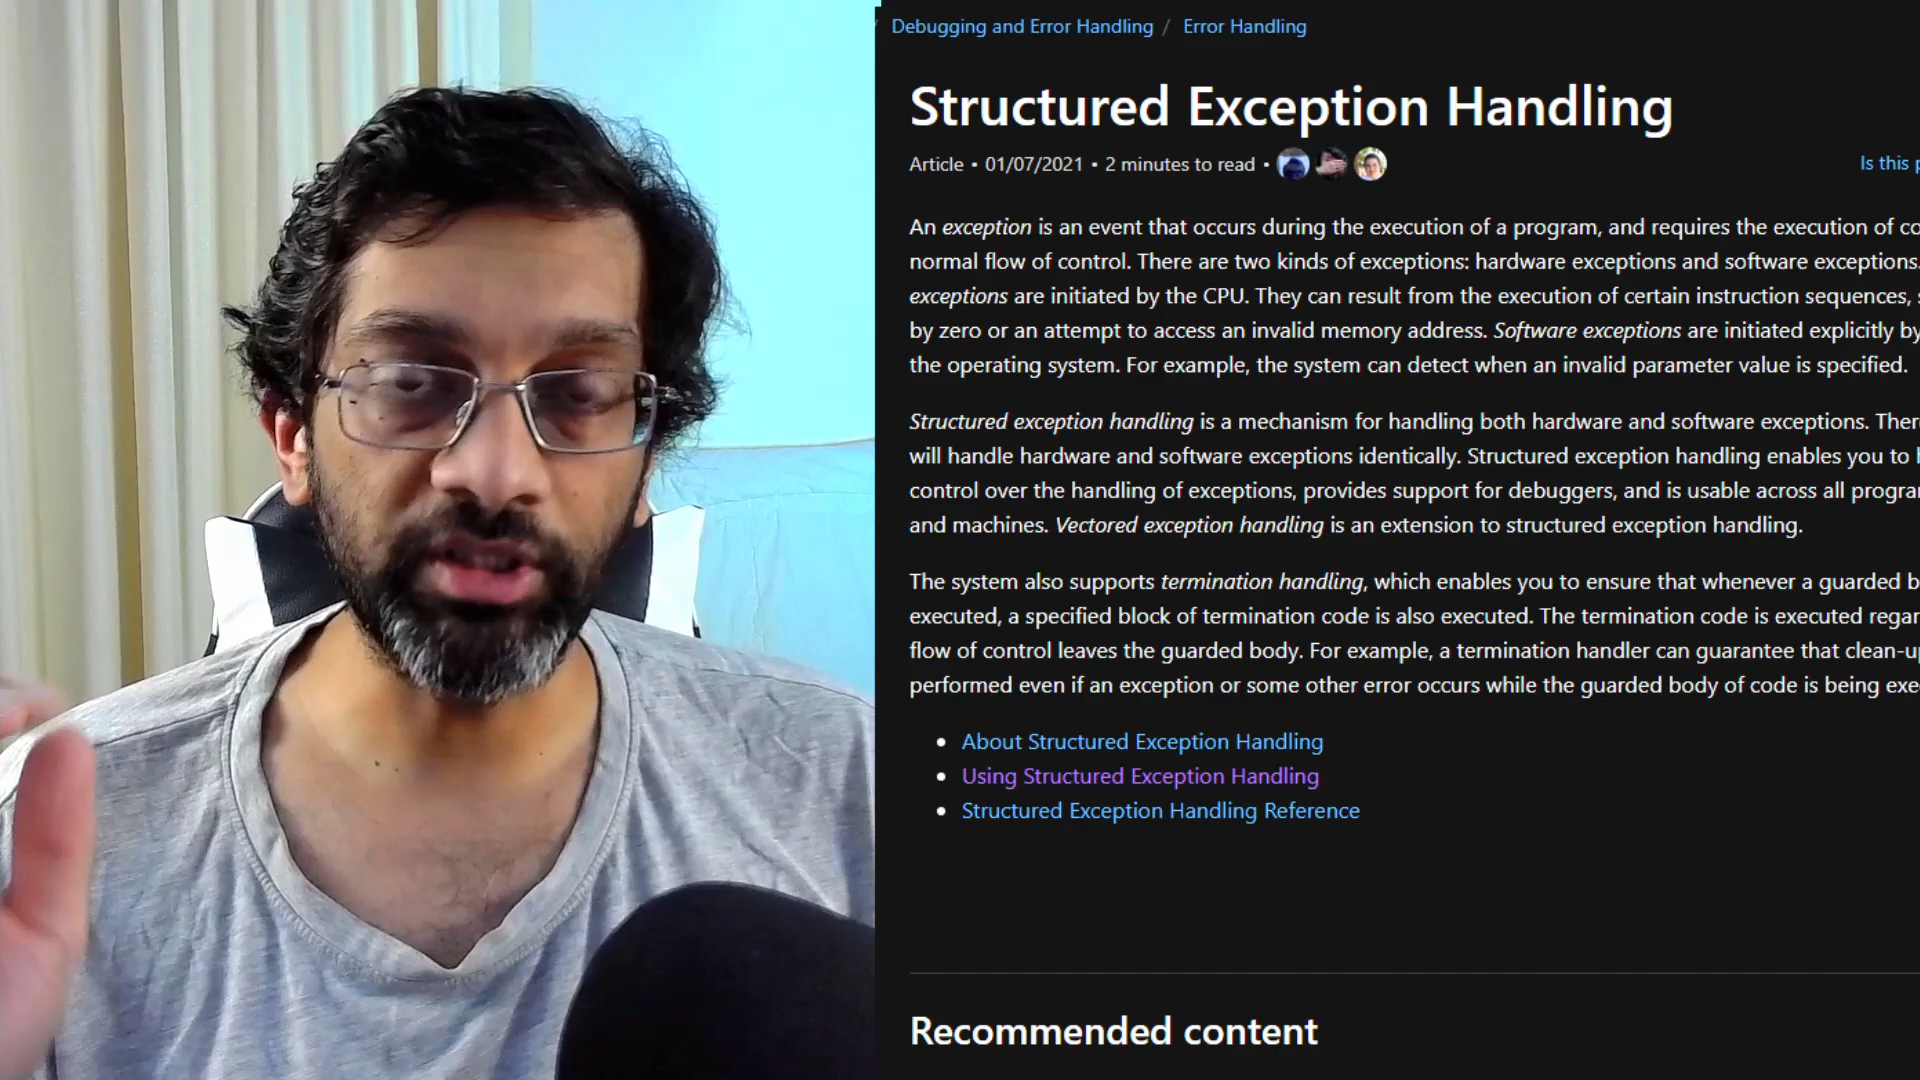 / Debugging and Error Handling / Error Handling
Structured Exception Handling
Article • 01/07/2021 • 2 minutes to read •
Is this p
An exception is an event that occurs during the execution of a program, and requires the execution of co
normal flow of control. There are two kinds of exceptions: hardware exceptions and software exceptions.
exceptions are initiated by the CPU. They can result from the execution of certain instruction sequences, s
by zero or an attempt to access an invalid memory address. Software exceptions are initiated explicitly by
the operating system. For example, the system can detect when an invalid parameter value is specified.
Structured exception handling is a mechanism for handling both hardware and software exceptions. There
will handle hardware and software exceptions identically. Structured exception handling enables you to h
control over the handling of exceptions, provides support for debuggers, and is usable across all program
and machines. Vectored exception handling is an extension to structured exception handling.
The system also supports termination handling, which enables you to ensure that whenever a guarded b
executed, a specified block of termination code is also executed. The termination code is executed regar
flow of control leaves the guarded body. For example, a termination handler can guarantee that clean-up
performed even if an exception or some other error occurs while the guarded body of code is being exe
• About Structured Exception Handling
• Using Structured Exception Handling
• Structured Exception Handling Reference
Recommended content